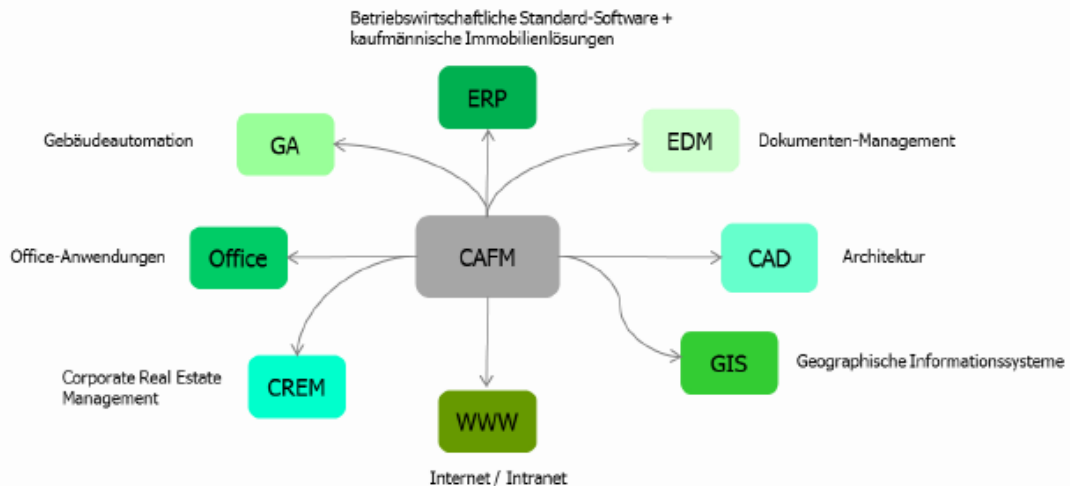 Betriebswirtschaftliche Standard-Software +
kaufmännische Immobilienlösungen
ERP
Gebäudeautomation
GA
EDM
Dokumenten-Management
Office-Anwendungen
Office
CAFM
CAD
Architektur
Corporate Real Estate
Management
CREM
GIS
Geographische Informationssysteme
WWW
Internet / Intranet